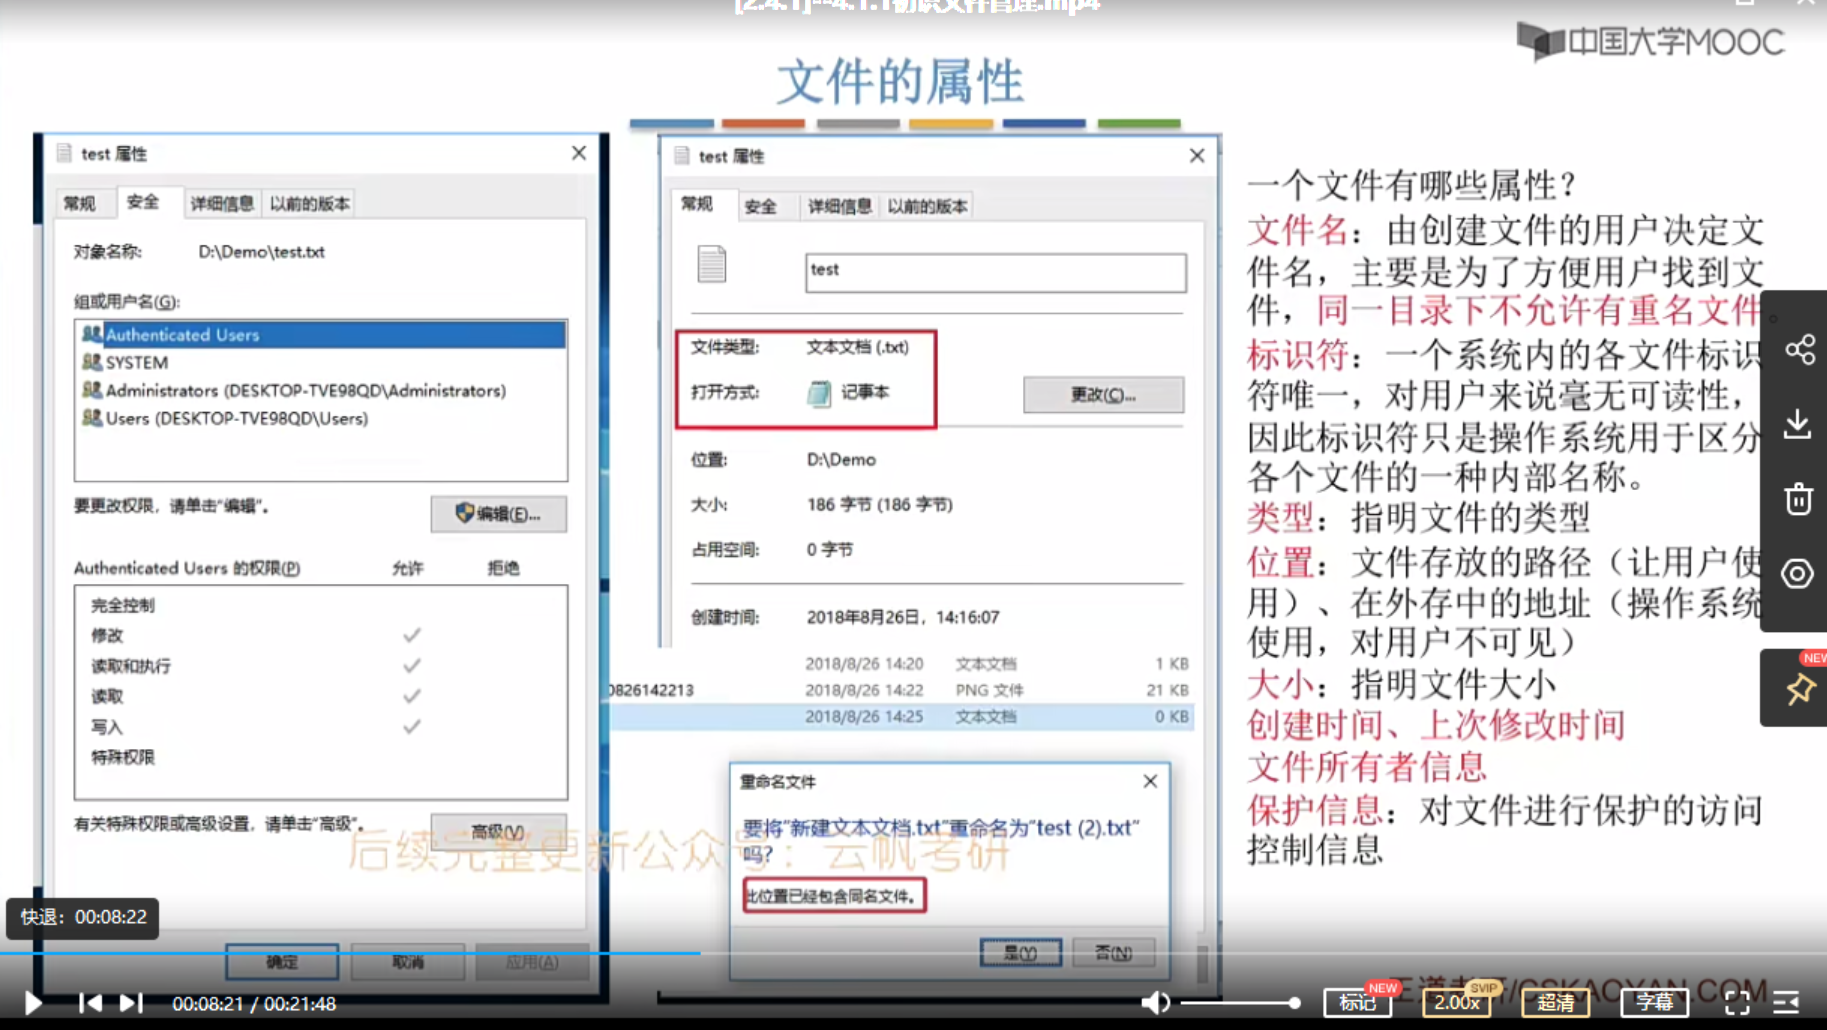 [2.4.1]--4.1.1初识文件管理.mp4
中国大学MOOC
文件的属性
test 属性
常规 安全 详细信息 以前的版本
对象名称: D:\Demo\test.txt
组或用户名(G):
Authenticated Users
SYSTEM
Administrators (DESKTOP-TVE98QD\Administrators)
Users (DESKTOP-TVE98QD\Users)
要更改权限，请单击"编辑"。
编辑(E)...
Authenticated Users 的权限(P) 允许 拒绝
完全控制
修改
读取和执行
读取
写入
特殊权限
有关特殊权限或高级设置，请单击"高级"。
高级(V)
确定 取消 应用(A)
test 属性
常规 安全 详细信息 以前的版本
test
文件类型: 文本文档 (.txt)
打开方式: 记事本
更改(C)...
位置: D:\Demo
大小: 186 字节 (186 字节)
占用空间: 0 字节
创建时间: 2018年8月26日，14:16:07
2018/8/26 14:20 文本文档 1 KB
0826142213 2018/8/26 14:22 PNG 文件 21 KB
2018/8/26 14:25 文本文档 0 KB
重命名文件
要将"新建文本文档.txt"重命名为"test (2).txt"
吗?
此位置已经包含同名文件。
是(Y) 否(N)
一个文件有哪些属性？
文件名：由创建文件的用户决定文
件名，主要是为了方便用户找到文
件，同一目录下不允许有重名文件。
标识符：一个系统内的各文件标识
符唯一，对用户来说毫无可读性，
因此标识符只是操作系统用于区分
各个文件的一种内部名称。
类型：指明文件的类型
位置：文件存放的路径（让用户使
用）、在外存中的地址（操作系统
使用，对用户不可见）
大小：指明文件大小
创建时间、上次修改时间
文件所有者信息
保护信息：对文件进行保护的访问
控制信息
NEW
后续完整更新公众号：云帆考研
快退：00:08:22
王道考研/CSKAOYAN.COM
00:08:21 / 00:21:48
标记 NEW
2.00x SVIP
超清
字幕